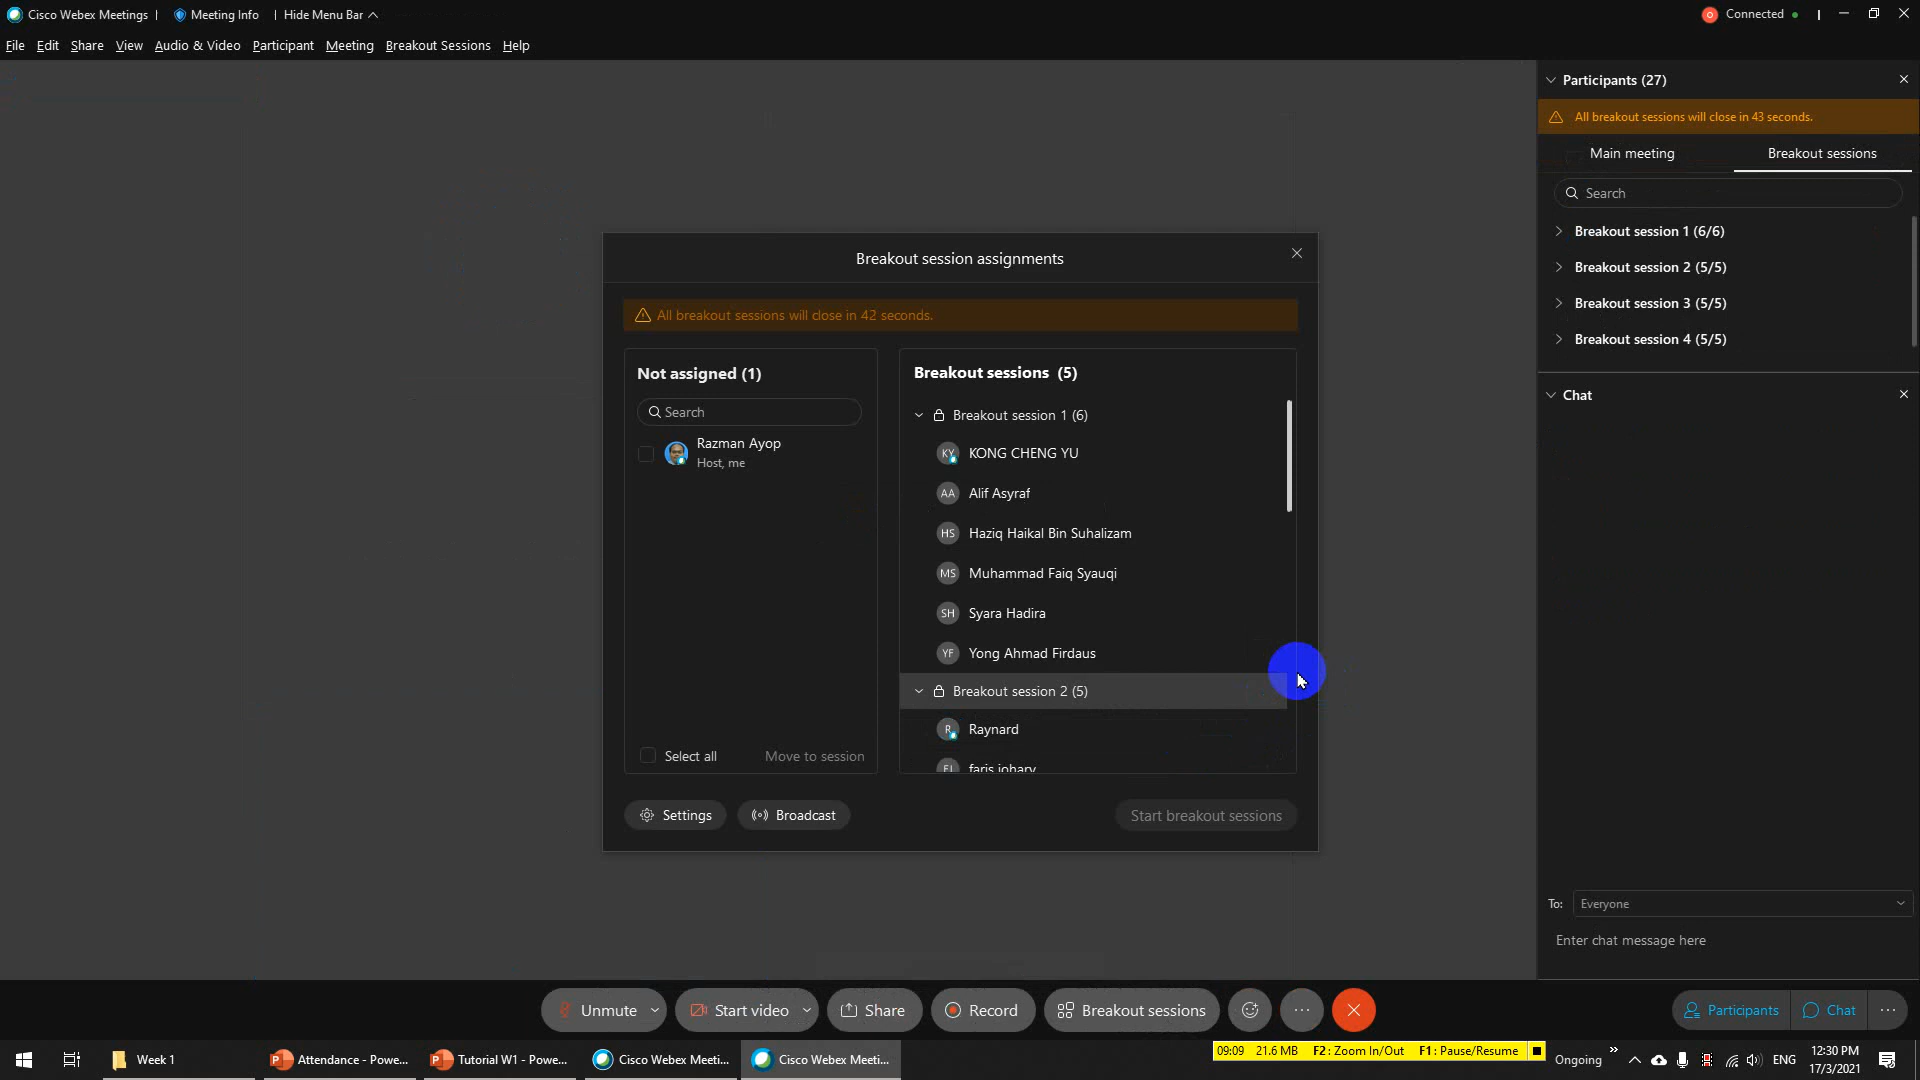 Cisco Webex Meetings | Meeting Info | Hide Menu Bar
Connected
File Edit Share View Audio & Video Participant Meeting Breakout Sessions Help
Participants (27)
All breakout sessions will close in 43 seconds.
Main meeting Breakout sessions
Search
Breakout session 1 (6/6)
Breakout session 2 (5/5)
Breakout session 3 (5/5)
Breakout session 4 (5/5)
Chat
Breakout session assignments
All breakout sessions will close in 42 seconds.
Not assigned (1)
Search
Razman Ayop
Host, me
Select all Move to session
Breakout sessions (5)
Breakout session 1 (6)
KY KONG CHENG YU
AA Alif Asyraf
HS Haziq Haikal Bin Suhalizam
MS Muhammad Faiq Syauqi
SH Syara Hadira
YF Yong Ahmad Firdaus
Breakout session 2 (5)
R Raynard
FJ faris johary
Settings Broadcast Start breakout sessions
To: Everyone
Enter chat message here
Unmute Start video Share Record Breakout sessions
Participants Chat
Week 1
Attendance - Powe...
Tutorial W1 - Powe...
Cisco Webex Meeti...
Cisco Webex Meeti...
09:09 21.6 MB F2: Zoom In/Out F1: Pause/Resume
Ongoing
ENG
12:30 PM
17/3/2021